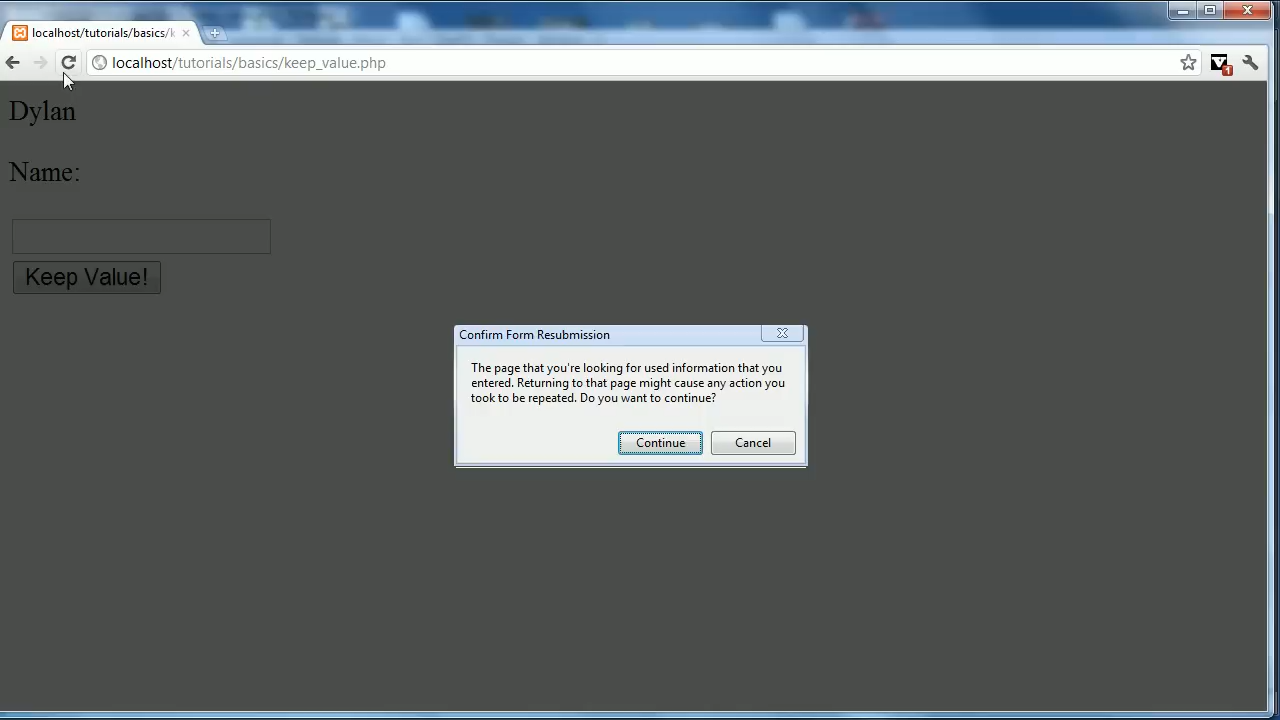 localhost/tutorials/basics/k
localhost/tutorials/basics/keep_value.php
1
Dylan
Name:
Keep Value!
Confirm Form Resubmission
The page that you're looking for used information that you
entered. Returning to that page might cause any action you
took to be repeated. Do you want to continue?
Continue
Cancel